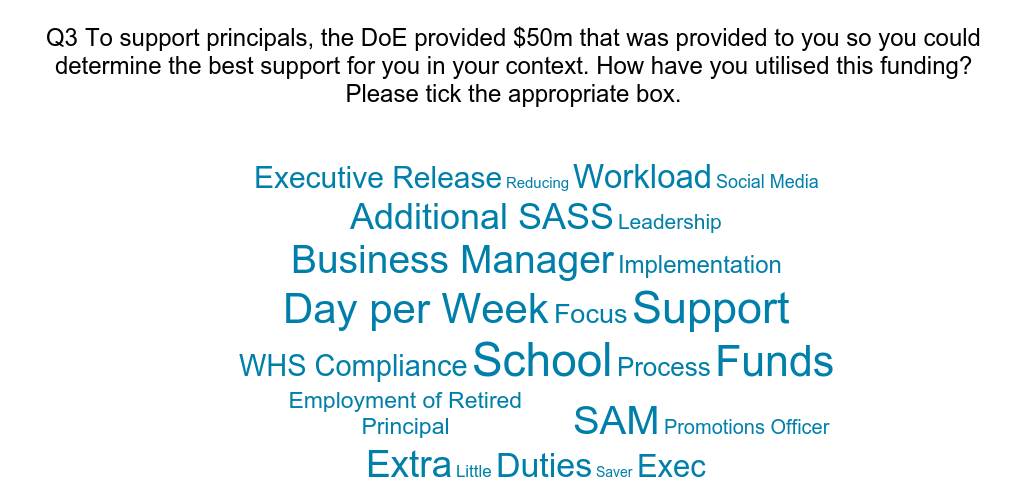 Q3 To support principals, the DoE provided $50m that was provided to you so you could
determine the best support for you in your context. How have you utilised this funding?
Please tick the appropriate box.
Executive Release Reducing Workload Social Media
Additional SASS Leadership
Business Manager Implementation
Day per Week Focus Support
WHS Compliance School Process Funds
Employment of Retired
Principal SAM Promotions Officer
Extra Little Duties Saver Exec